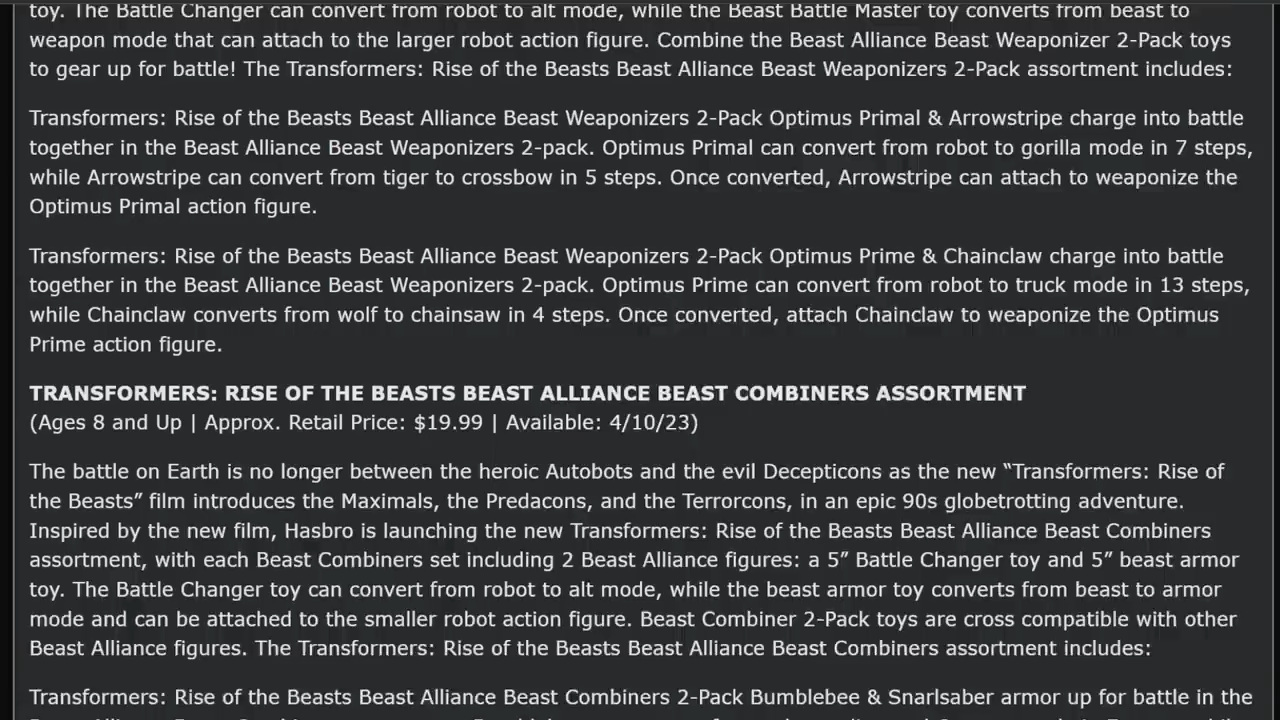 toy. The Battle Changer can convert from robot to alt mode, while the Beast Battle Master toy converts from beast to
weapon mode that can attach to the larger robot action figure. Combine the Beast Alliance Beast Weaponizer 2-Pack toys
to gear up for battle! The Transformers: Rise of the Beasts Beast Alliance Beast Weaponizers 2-Pack assortment includes:
Transformers: Rise of the Beasts Beast Alliance Beast Weaponizers 2-Pack Optimus Primal & Arrowstripe charge into battle
together in the Beast Alliance Beast Weaponizers 2-pack. Optimus Primal can convert from robot to gorilla mode in 7 steps,
while Arrowstripe can convert from tiger to crossbow in 5 steps. Once converted, Arrowstripe can attach to weaponize the
Optimus Primal action figure.
Transformers: Rise of the Beasts Beast Alliance Beast Weaponizers 2-Pack Optimus Prime & Chainclaw charge into battle
together in the Beast Alliance Beast Weaponizers 2-pack. Optimus Prime can convert from robot to truck mode in 13 steps,
while Chainclaw converts from wolf to chainsaw in 4 steps. Once converted, attach Chainclaw to weaponize the Optimus
Prime action figure.
TRANSFORMERS: RISE OF THE BEASTS BEAST ALLIANCE BEAST COMBINERS ASSORTMENT
(Ages 8 and Up | Approx. Retail Price: $19.99 | Available: 4/10/23)
The battle on Earth is no longer between the heroic Autobots and the evil Decepticons as the new “Transformers: Rise of
the Beasts” film introduces the Maximals, the Predacons, and the Terrorcons, in an epic 90s globetrotting adventure.
Inspired by the new film, Hasbro is launching the new Transformers: Rise of the Beasts Beast Alliance Beast Combiners
assortment, with each Beast Combiners set including 2 Beast Alliance figures: a 5” Battle Changer toy and 5” beast armor
toy. The Battle Changer toy can convert from robot to alt mode, while the beast armor toy converts from beast to armor
mode and can be attached to the smaller robot action figure. Beast Combiner 2-Pack toys are cross compatible with other
Beast Alliance figures. The Transformers: Rise of the Beasts Beast Alliance Beast Combiners assortment includes:
Transformers: Rise of the Beasts Beast Alliance Beast Combiners 2-Pack Bumblebee & Snarlsaber armor up for battle in the